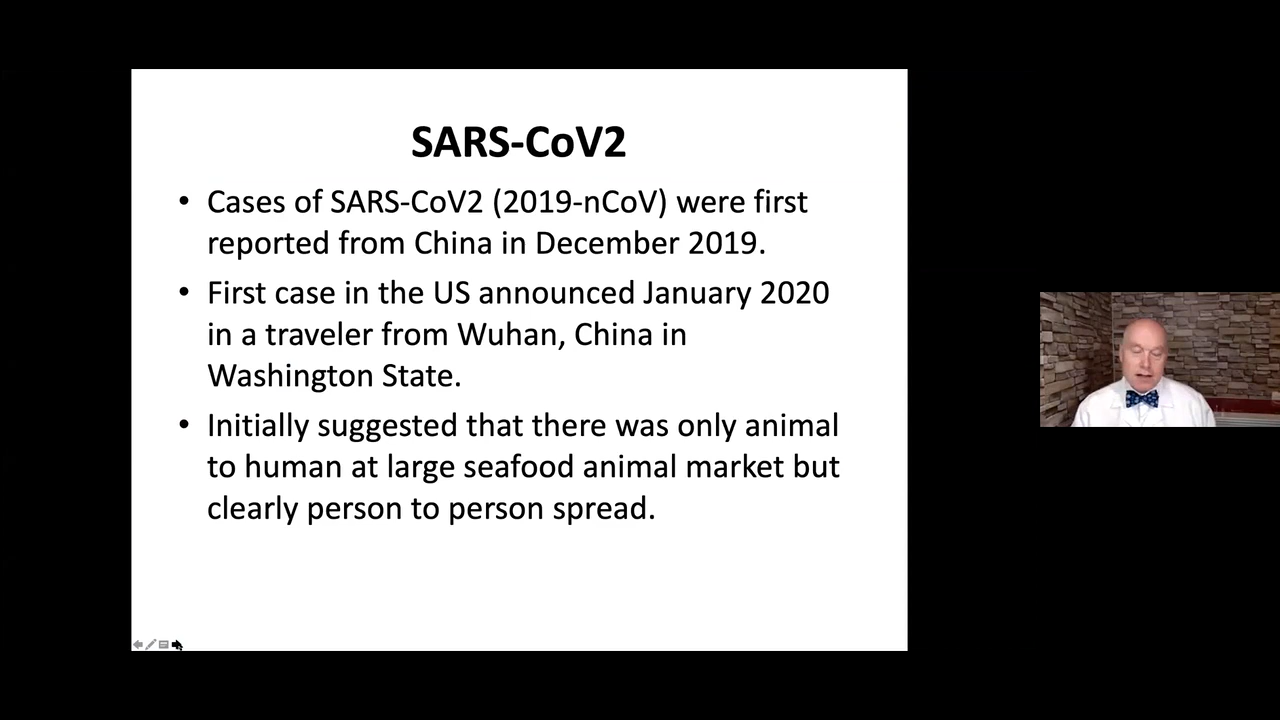 SARS-CoV2
• Cases of SARS-CoV2 (2019-nCoV) were first
reported from China in December 2019.
• First case in the US announced January 2020
in a traveler from Wuhan, China in
Washington State.
• Initially suggested that there was only animal
to human at large seafood animal market but
clearly person to person spread.